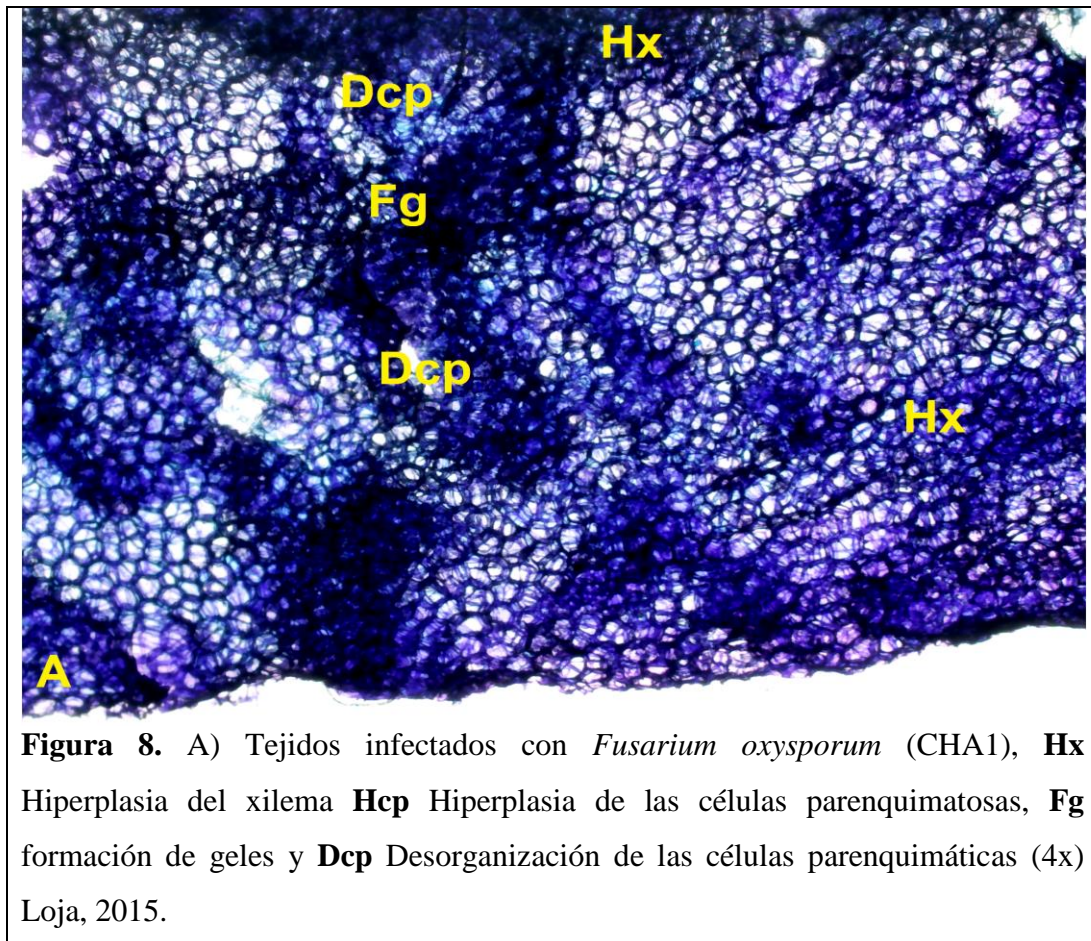 Hx
Dcp
Fg
Dcp
Hx
A
Figura 8. A) Tejidos infectados con Fusarium oxysporum (CHA1), Hx
Hiperplasia del xilema Hcp Hiperplasia de las células parenquimatosas, Fg
formación de geles y Dcp Desorganización de las células parenquimáticas (4x)
Loja, 2015.